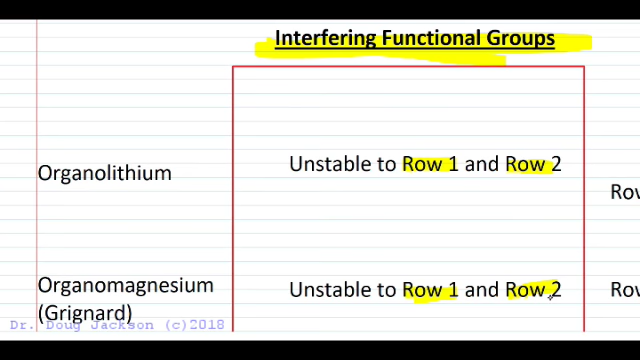 Interfering Functional Groups
Organolithium
Unstable to Row 1 and Row 2
Organomagnesium
(Grignard)
Unstable to Row 1 and Row 2
Dr. Doug Jackson (c)2018